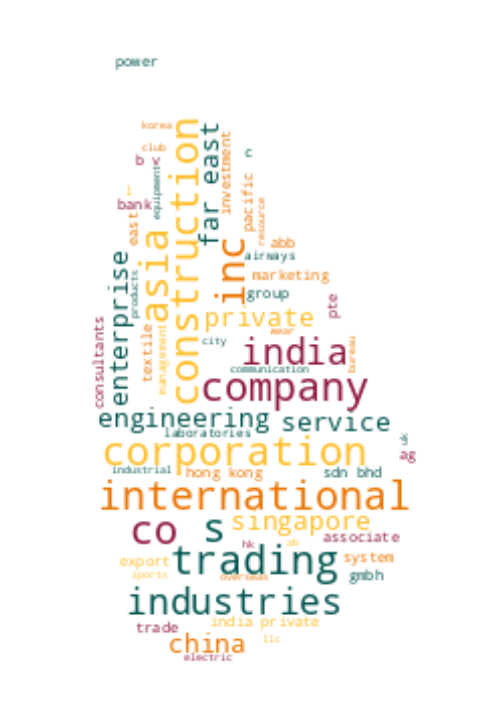 power
korea
club
b
v
c
equipment
construction
far east
investment
bank
east
pacific
resource
asia
inc
abb
airways
marketing
group
enterprise
products
pte
private
textile
management
consultants
city
wear
india
bureau
communication
company
engineering
service
laboratories
uk
corporation
ag
industrial
hong kong
sdn bhd
international
co
s
singapore
associate
hk
ab
trading
export
system
sports
overseas
gmbh
industries
trade
india private
china
llc
electric